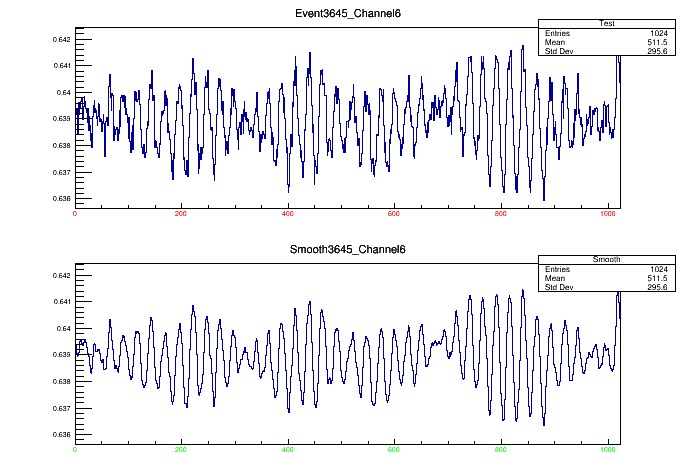 Event3645_Channel6
Test
Entries 1024
Mean 511.5
Std Dev 295.6
0.642
0.641
0.64
0.639
0.638
0.637
0.636
0 200 400 600 800 1000
Smooth3645_Channel6
Smooth
Entries 1024
Mean 511.5
Std Dev 295.6
0.642
0.641
0.64
0.639
0.638
0.637
0.636
0 200 400 600 800 1000